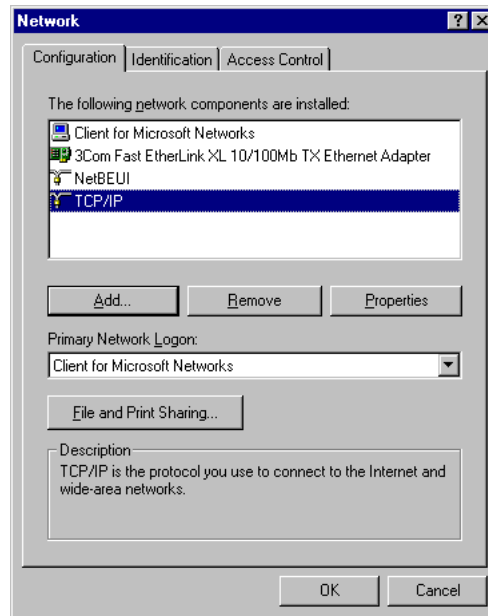 Network
Configuration Identification Access Control
The following network components are installed:
Client for Microsoft Networks
3Com Fast EtherLink XL 10/100Mb TX Ethernet Adapter
NetBEUI
TCP/IP
Add... Remove Properties
Primary Network Logon:
Client for Microsoft Networks
File and Print Sharing...
Description
TCP/IP is the protocol you use to connect to the Internet and
wide-area networks.
OK Cancel